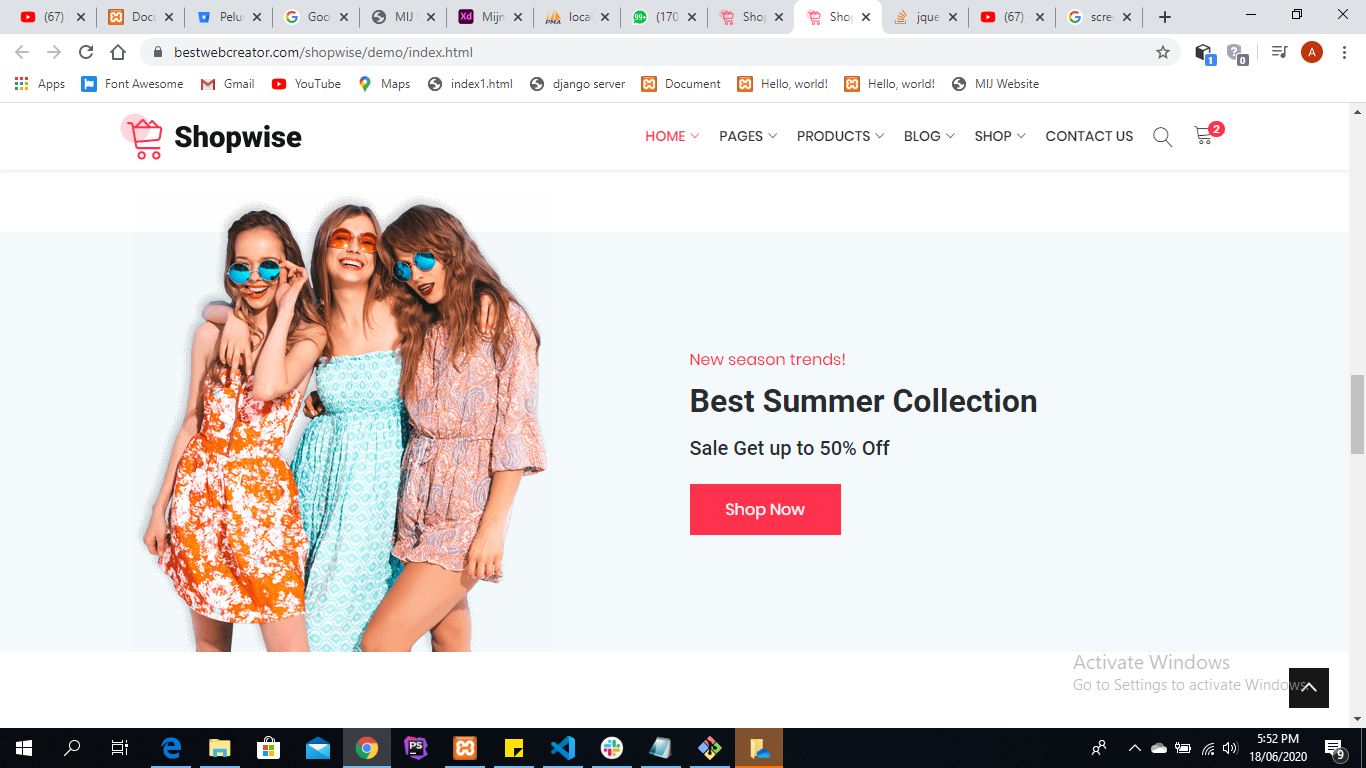 (67) Docu Pelu Goo MIJ Mijn local (170 Shop Shop jque (67) scree
bestwebcreator.com/shopwise/demo/index.html
1 0 A
Apps Font Awesome Gmail YouTube Maps index1.html django server Document Hello, world! Hello, world! MIJ Website
Shopwise HOME PAGES PRODUCTS BLOG SHOP CONTACT US 2
New season trends!
Best Summer Collection
Sale Get up to 50% Off
Shop Now
Activate Windows
Go to Settings to activate Windows.
5:52 PM
18/06/2020
9